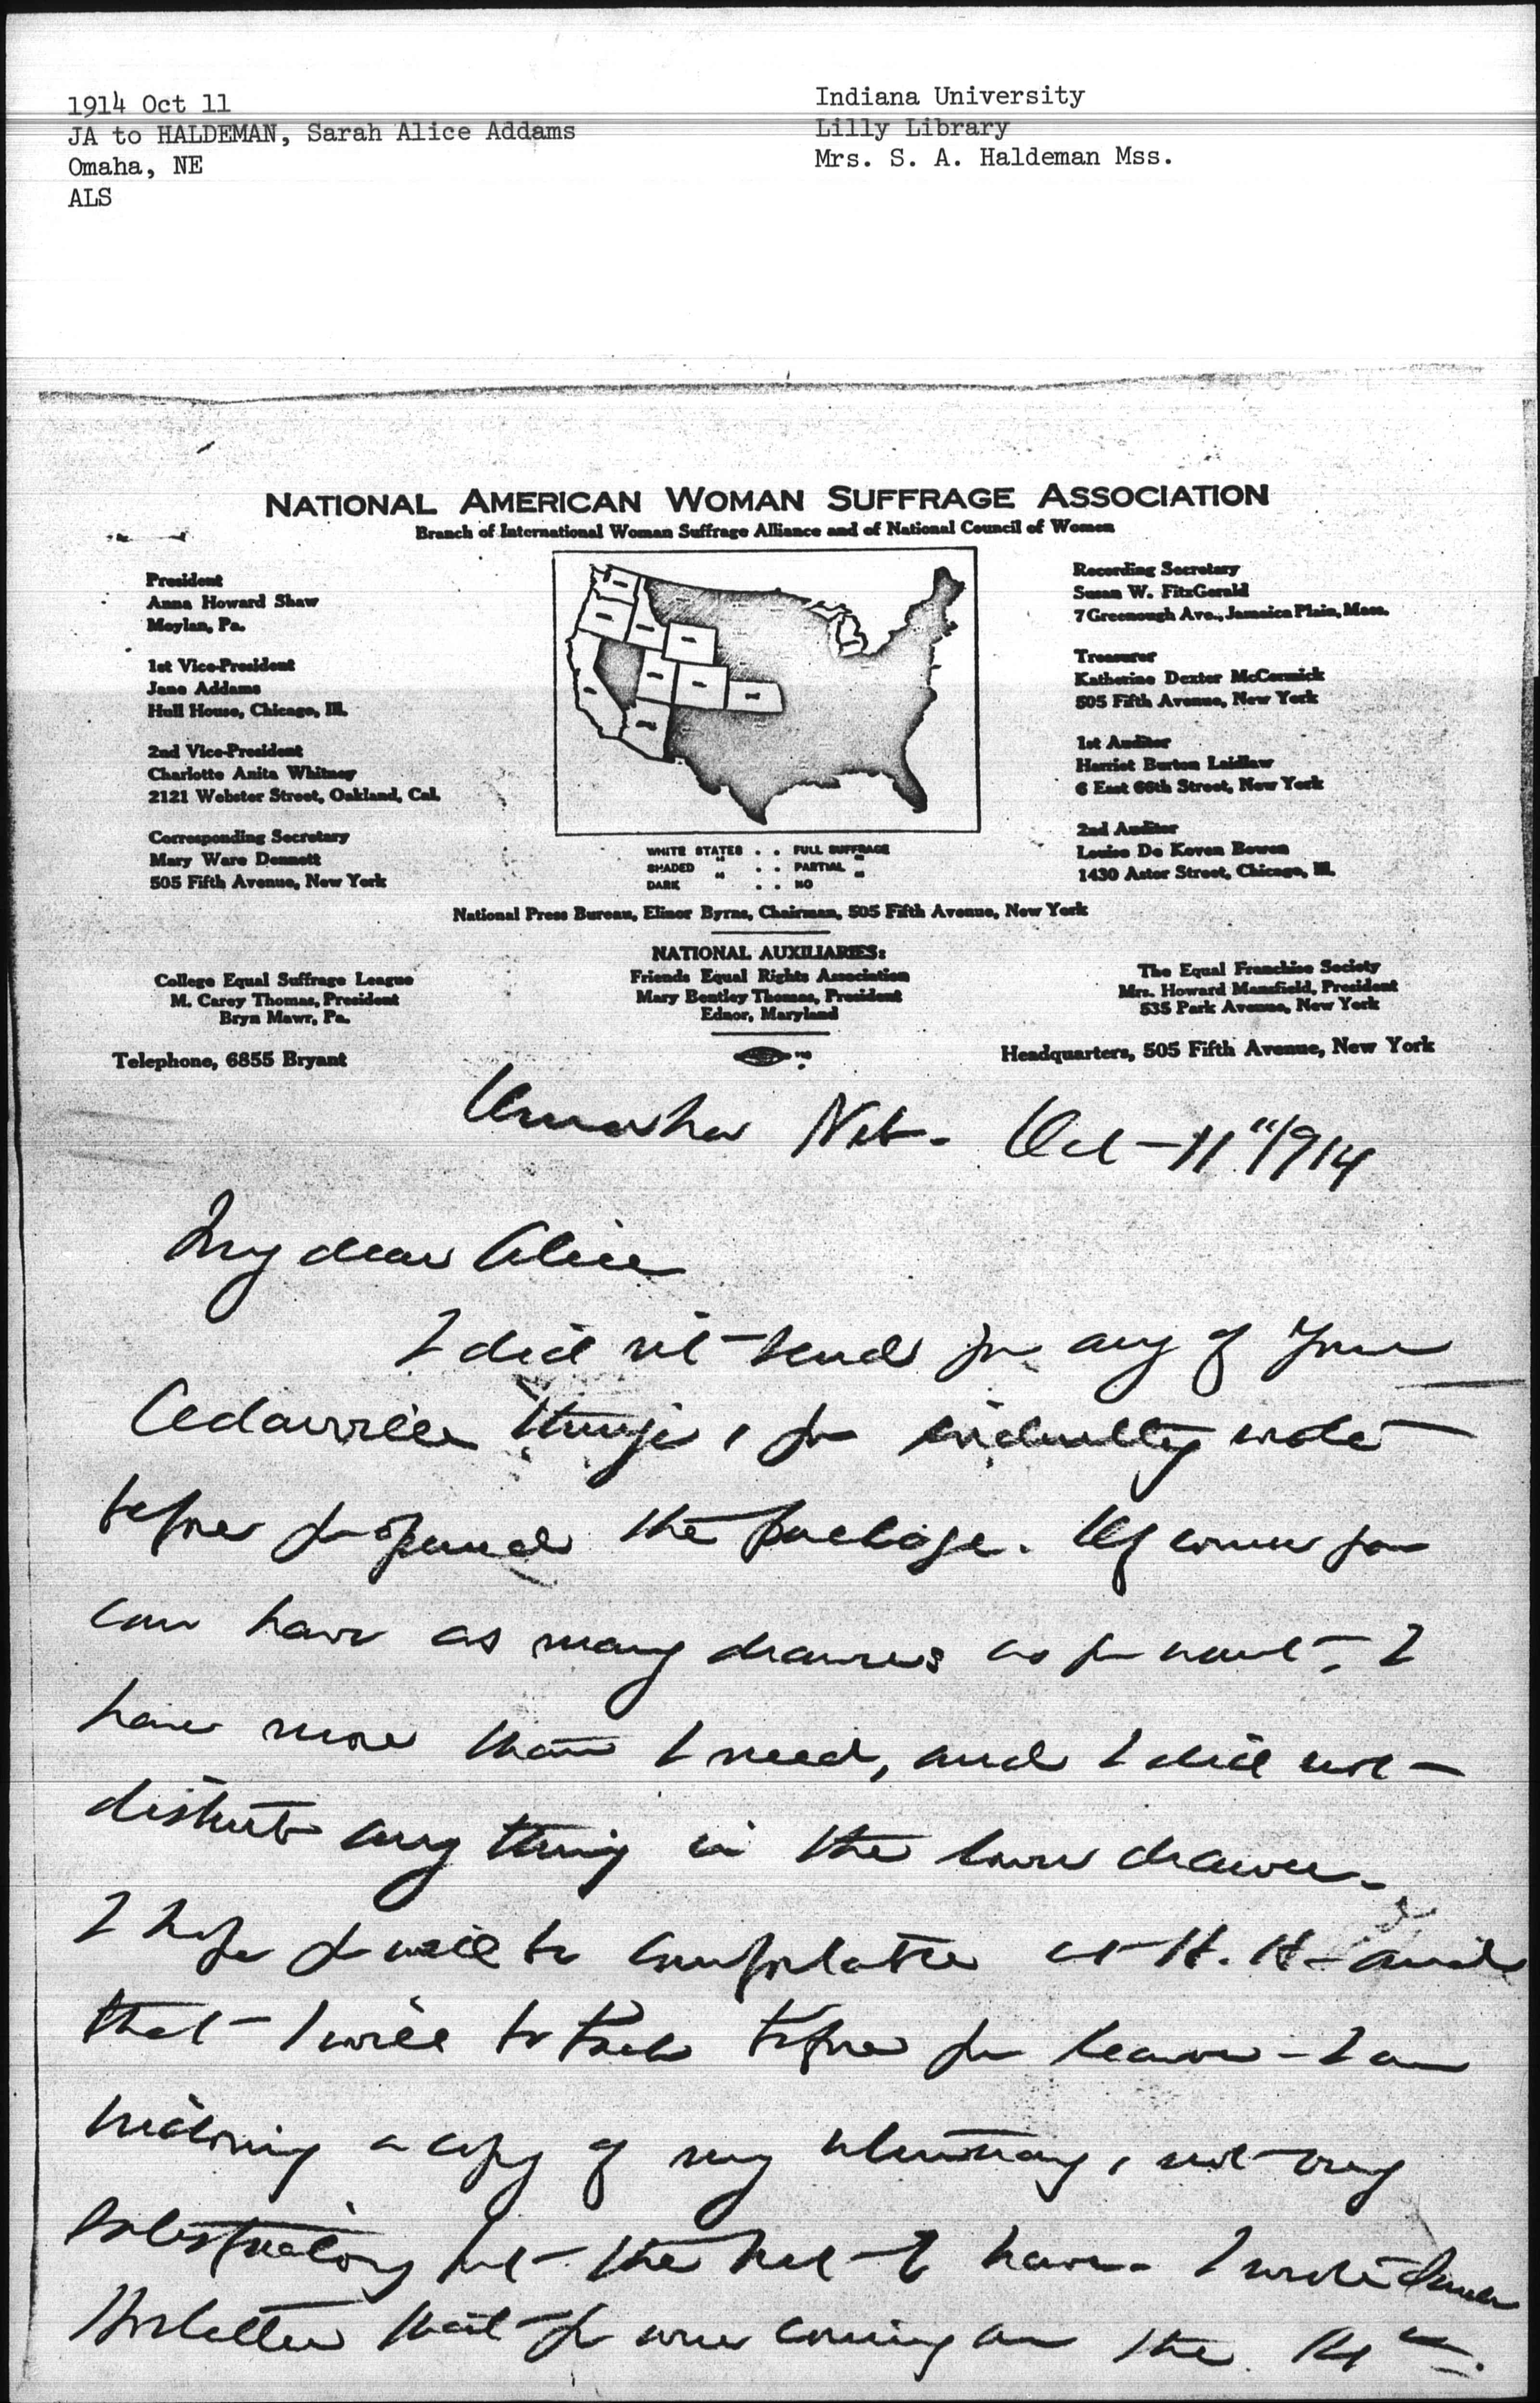 1914 Oct 11
JA to HALDEMAN, Sarah Alice Addams
Omaha, NE
ALS
Indiana University
Lilly Library
Mrs. S. A. Haldeman Mss.
NATIONAL AMERICAN WOMAN SUFFRAGE ASSOCIATION
Branch of International Woman Suffrage Alliance and of National Council of Women
President
Anna Howard Shaw
Moylan, Pa.
1st Vice-President
Jane Addams
Hull House, Chicago, Ill.
2nd Vice-President
Charlotte Anita Whitney
2121 Webster Street, Oakland, Cal.
Corresponding Secretary
Mary Ware Dennett
505 Fifth Avenue, New York
WHITE STATES . . FULL SUFFRAGE
SHADED " . . PARTIAL "
DARK " . . NO "
Recording Secretary
Susan W. FitzGerald
7 Greenough Ave., Jamaica Plain, Mass.
Treasurer
Katherine Dexter McCormick
505 Fifth Avenue, New York
1st Auditor
Harriet Burton Laidlaw
6 East 66th Street, New York
2nd Auditor
Louise De Koven Bowen
1430 Astor Street, Chicago, Ill.
National Press Bureau, Elinor Byrns, Chairman, 505 Fifth Avenue, New York
NATIONAL AUXILIARIES:
College Equal Suffrage League
M. Carey Thomas, President
Bryn Mawr, Pa.
Friends Equal Rights Association
Mary Bentley Thomas, President
Ednor, Maryland
The Equal Franchise Society
Mrs. Howard Mansfield, President
535 Park Avenue, New York
Telephone, 6855 Bryant
Headquarters, 505 Fifth Avenue, New York
Omaha Neb. Oct - 11" 1914
My dear Alice
I did not send for any of your
Cedarville things, you evidently wrote
before you opened the package. Of course you
can have as many drawers as you want, I
have more than I need, and I did not
disturb any thing in the lower drawer.
I hope you will be comfortable at H. H. and
that I will be back before you leave - I am
a copy of my itinerary, not very
satisfactory but the best I have. I wrote
that you were coming on the 14"